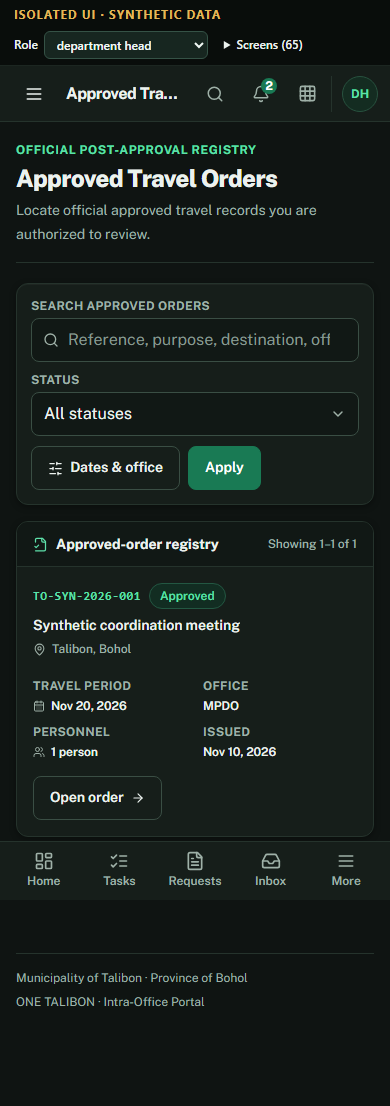 ISOLATED UI · SYNTHETIC DATA
Role department head ▶ Screens (65)
Approved Tra... 2 DH
OFFICIAL POST-APPROVAL REGISTRY
Approved Travel Orders
Locate official approved travel records you are
authorized to review.
SEARCH APPROVED ORDERS
Reference, purpose, destination, off
STATUS
All statuses
Dates & office Apply
Approved-order registry Showing 1–1 of 1
TO-SYN-2026-001 Approved
Synthetic coordination meeting
Talibon, Bohol
TRAVEL PERIOD OFFICE
Nov 20, 2026 MPDO
PERSONNEL ISSUED
1 person Nov 10, 2026
Open order →
Home Tasks Requests Inbox More
Municipality of Talibon · Province of Bohol
ONE TALIBON · Intra-Office Portal